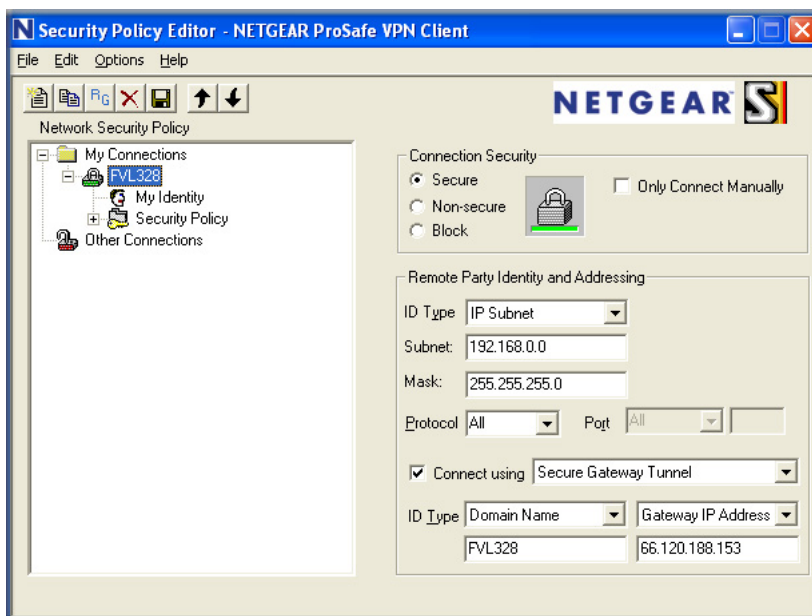 Security Policy Editor - NETGEAR ProSafe VPN Client
File Edit Options Help
NETGEAR
Network Security Policy
My Connections
FVL328
My Identity
Security Policy
Other Connections
Connection Security
Secure
Non-secure
Block
Only Connect Manually
Remote Party Identity and Addressing
ID Type IP Subnet
Subnet: 192.168.0.0
Mask: 255.255.255.0
Protocol All Port All
Connect using Secure Gateway Tunnel
ID Type Domain Name Gateway IP Address
FVL328 66.120.188.153